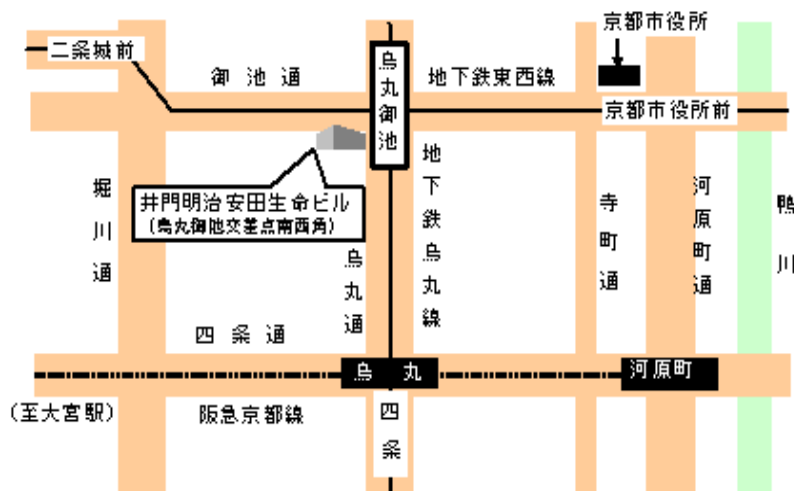 京都市役所
二条城前
御池通
烏丸御池
地下鉄東西線
京都市役所前
井門明治安田生命ビル
(烏丸御池交差点南西角)
堀川通
烏丸通
地下鉄烏丸線
寺町通
河原町通
鴨川
四条通
烏丸
河原町
(至大宮駅)
阪急京都線
四条